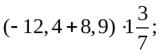 (− 12,4 + 8,9) · 1 3/7;